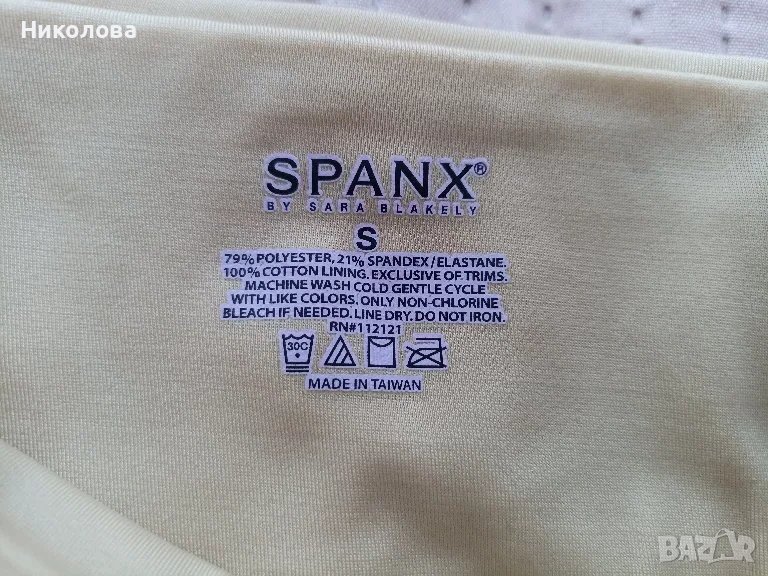 Николова
SPANX®
BY SARA BLAKELY
S
79% POLYESTER, 21% SPANDEX/ELASTANE.
100% COTTON LINING. EXCLUSIVE OF TRIMS.
MACHINE WASH COLD GENTLE CYCLE
WITH LIKE COLORS. ONLY NON-CHLORINE
BLEACH IF NEEDED. LINE DRY. DO NOT IRON.
RN#112121
30C
MADE IN TAIWAN
BAZAR